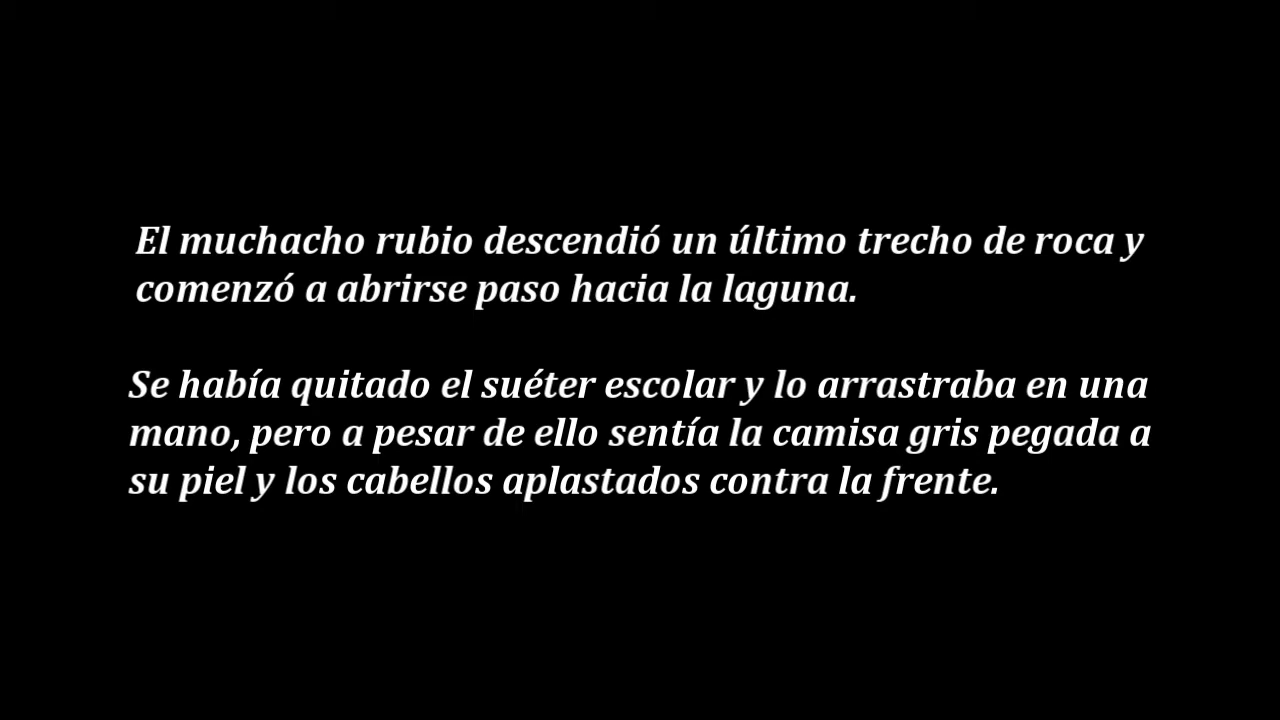 El muchacho rubio descendió un último trecho de roca y
comenzó a abrirse paso hacia la laguna.
Se había quitado el suéter escolar y lo arrastraba en una
mano, pero a pesar de ello sentía la camisa gris pegada a
su piel y los cabellos aplastados contra la frente.